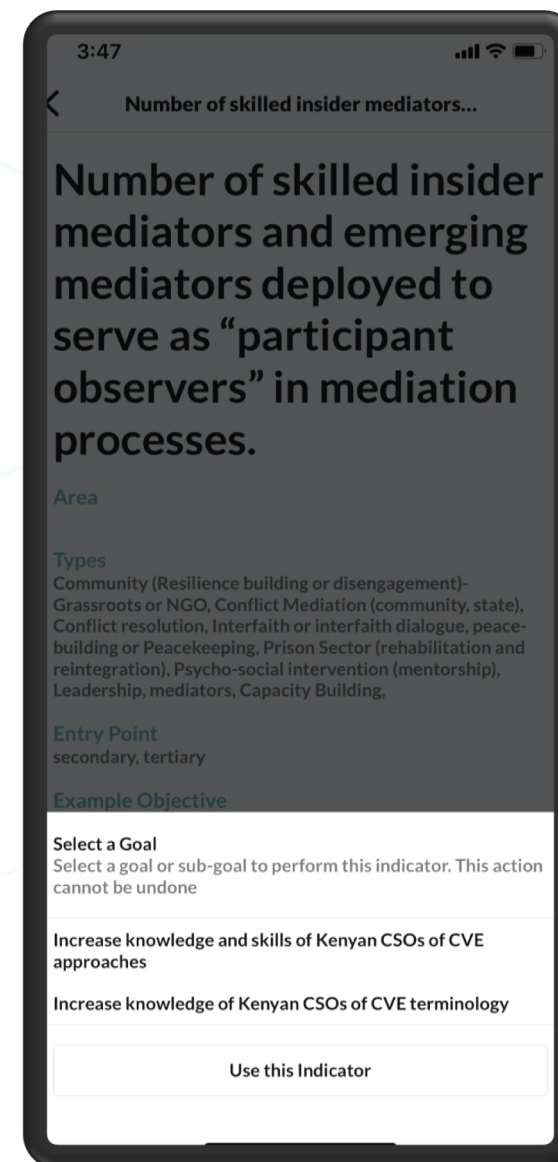 3:47
Number of skilled insider mediators...
Number of skilled insider
mediators and emerging
mediators deployed to
serve as “participant
observers” in mediation
processes.
Area
Types
Community (Resilience building or disengagement)-
Grassroots or NGO, Conflict Mediation (community, state),
Conflict resolution, Interfaith or interfaith dialogue, peace-
building or Peacekeeping, Prison Sector (rehabilitation and
reintegration), Psycho-social intervention (mentorship),
Leadership, mediators, Capacity Building,
Entry Point
secondary, tertiary
Example Objective
Select a Goal
Select a goal or sub-goal to perform this indicator. This action
cannot be undone
Increase knowledge and skills of Kenyan CSOs of CVE
approaches
Increase knowledge of Kenyan CSOs of CVE terminology
Use this Indicator